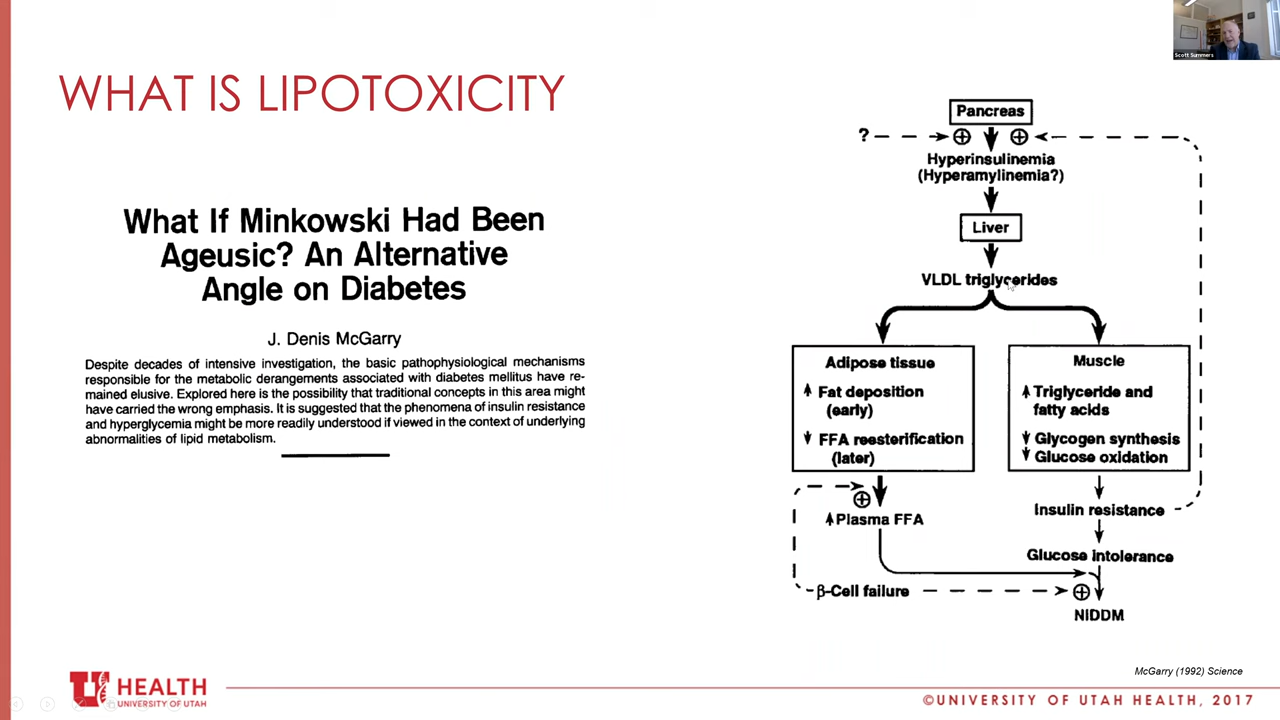 Scott Summers
WHAT IS LIPOTOXICITY
What If Minkowski Had Been
Ageusic? An Alternative
Angle on Diabetes
J. Denis McGarry
Despite decades of intensive investigation, the basic pathophysiological mechanisms
responsible for the metabolic derangements associated with diabetes mellitus have re-
mained elusive. Explored here is the possibility that traditional concepts in this area might
have carried the wrong emphasis. It is suggested that the phenomena of insulin resistance
and hyperglycemia might be more readily understood if viewed in the context of underlying
abnormalities of lipid metabolism.
Pancreas
?
Hyperinsulinemia
(Hyperamylinemia?)
Liver
VLDL triglycerides
Adipose tissue
Fat deposition
(early)
FFA reesterification
(later)
Muscle
Triglyceride and
fatty acids
Glycogen synthesis
Glucose oxidation
Plasma FFA
Insulin resistance
Glucose intolerance
β-Cell failure
NIDDM
McGarry (1992) Science
U HEALTH
UNIVERSITY OF UTAH
©UNIVERSITY OF UTAH HEALTH, 2017